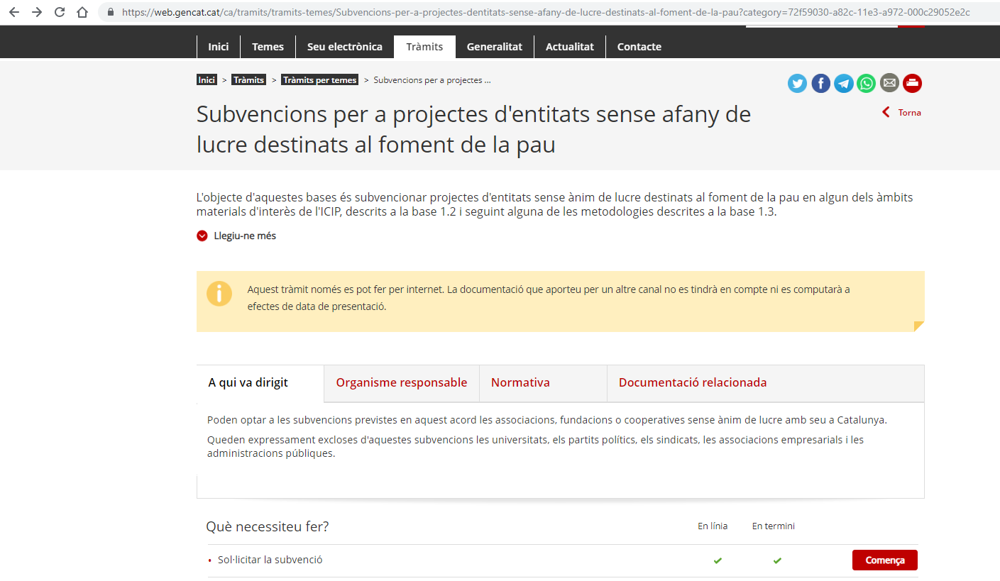 https://web.gencat.cat/ca/tramits/tramits-temes/Subvencions-per-a-projectes-dentitats-sense-afany-de-lucre-destinats-al-foment-de-la-pau?category=72f59030-a82c-11e3-a972-000c29052e2c
Inici Temes Seu electrònica Tràmits Generalitat Actualitat Contacte
Inici > Tràmits > Tràmits per temes > Subvencions per a projectes ...
Subvencions per a projectes d'entitats sense afany de
lucre destinats al foment de la pau
Torna
L'objecte d'aquestes bases és subvencionar projectes d'entitats sense ànim de lucre destinats al foment de la pau en algun dels àmbits
materials d'interès de l'ICIP, descrits a la base 1.2 i seguint alguna de les metodologies descrites a la base 1.3.
Llegiu-ne més
Aquest tràmit només es pot fer per internet. La documentació que aporteu per un altre canal no es tindrà en compte ni es computarà a
efectes de data de presentació.
A qui va dirigit Organisme responsable Normativa Documentació relacionada
Poden optar a les subvencions previstes en aquest acord les associacions, fundacions o cooperatives sense ànim de lucre amb seu a Catalunya.
Queden expressament excloses d'aquestes subvencions les universitats, els partits polítics, els sindicats, les associacions empresarials i les
administracions públiques.
Què necessiteu fer? En línia En termini
• Sol·licitar la subvenció Comença